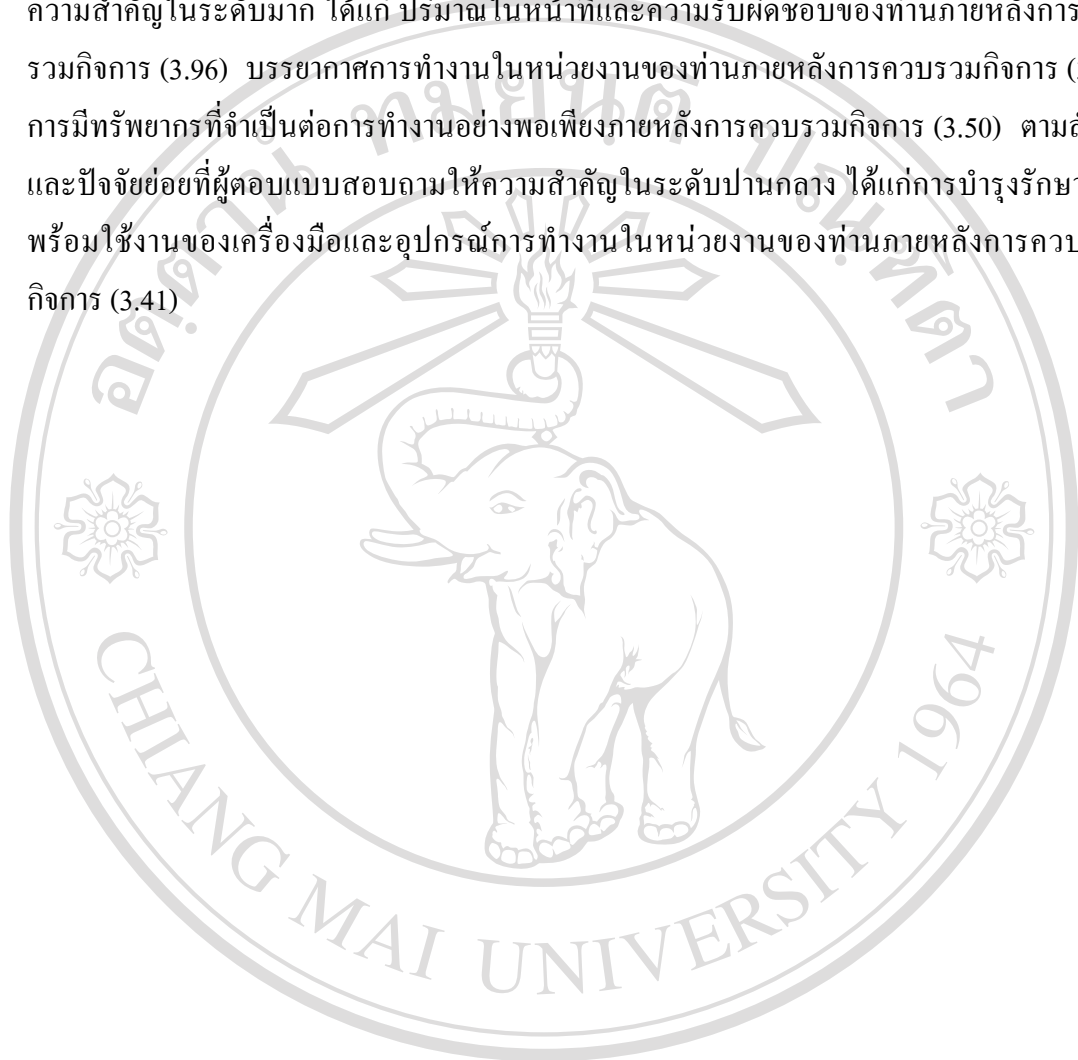 ความสำคัญในระดับมาก ได้แก่ ปริมาณในหน้าที่และความรับผิดชอบของท่านภายหลังการ
รวมกิจการ (3.96) บรรยากาศการทำงานในหน่วยงานของท่านภายหลังการควบรวมกิจการ (
การมีทรัพยากรที่จำเป็นต่อการทำงานอย่างพอเพียงภายหลังการควบรวมกิจการ (3.50)
และปัจจัยย่อยที่ผู้ตอบแบบสอบถามให้ความสำคัญในระดับปานกลาง ได้แก่การบำรุงรักษา
พร้อมใช้งานของเครื่องมือและอุปกรณ์การทำงานในหน่วยงานของท่านภายหลังการควบ
กิจการ (3.41)
อตฺตานํ ทมยนฺติ ปณฺฑิตา
CHIANG MAI UNIVERSITY 1964